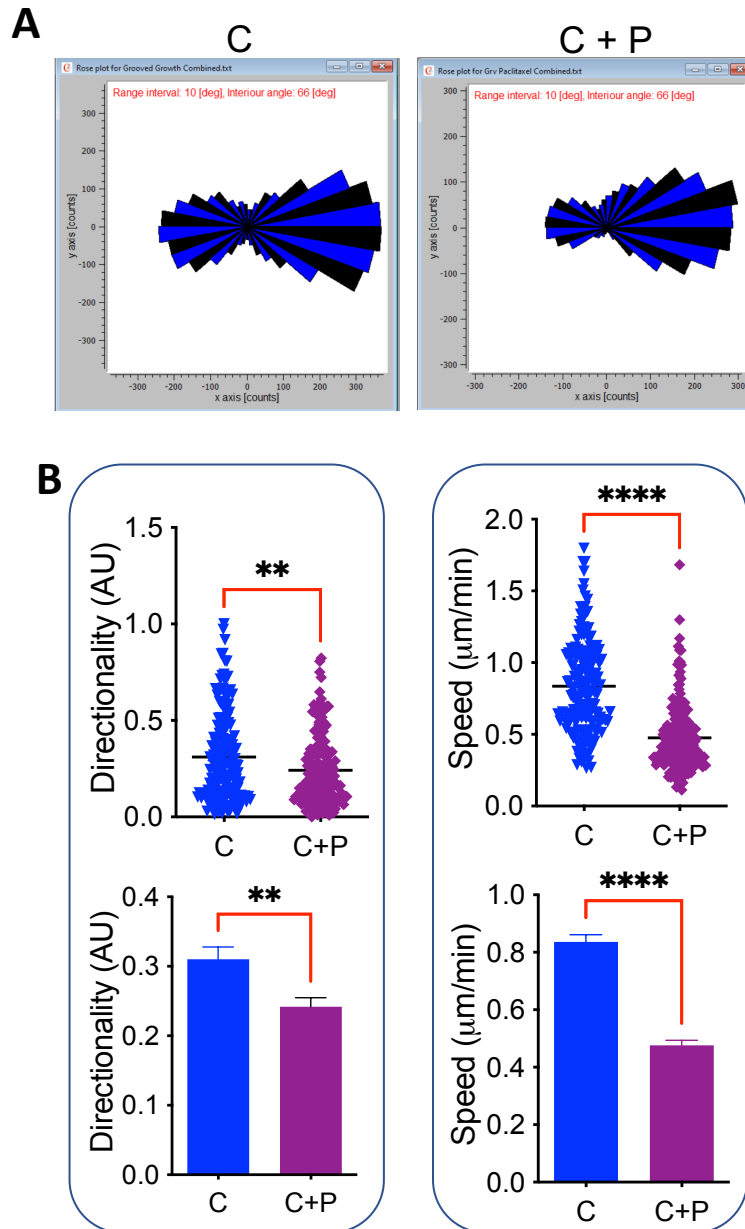 A
C
C + P
Rose plot for Grooved Growth Combined.txt
Range interval: 10 [deg], Interiour angle: 66 [deg]
y axis [counts]
300
200
100
0
-100
-200
-300
-300 -200 -100 0 100 200 300
x axis [counts]
Rose plot for Grv Paclitaxel Combined.txt
Range interval: 10 [deg], Interiour angle: 66 [deg]
y axis [counts]
300
200
100
0
-100
-200
-300
-300 -200 -100 0 100 200 300
x axis [counts]
B
Directionality (AU)
1.5
1.0
0.5
0.0
**
C C+P
Speed (μm/min)
2.0
1.5
1.0
0.5
0.0
****
C C+P
Directionality (AU)
0.4
0.3
0.2
0.1
0.0
**
C C+P
Speed (μm/min)
1.0
0.8
0.6
0.4
0.2
0.0
****
C C+P